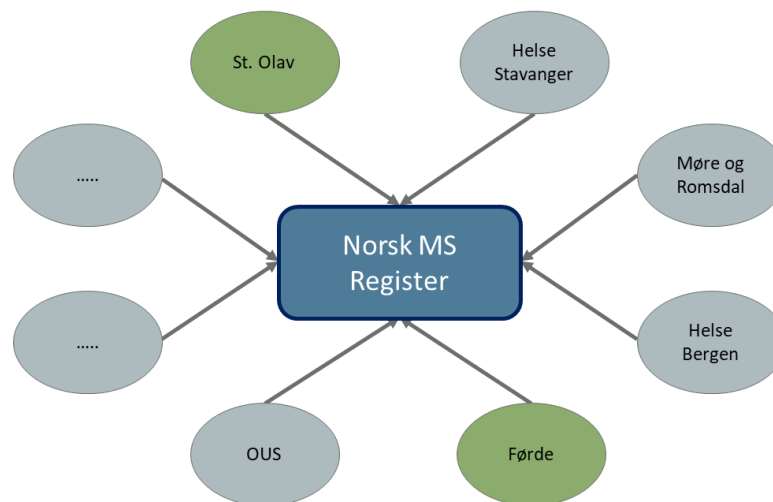 St. Olav
Helse
Stavanger
.....
Møre og
Romsdal
Norsk MS
Register
.....
Helse
Bergen
OUS
Førde